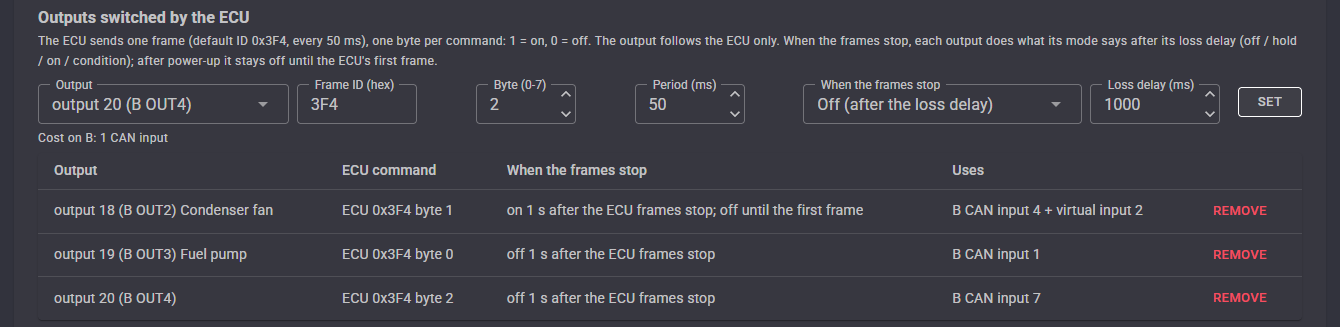 Outputs switched by the ECU
The ECU sends one frame (default ID 0x3F4, every 50 ms), one byte per command: 1 = on, 0 = off. The output follows the ECU only. When the frames stop, each output does what its mode says after its loss delay (off / hold
/ on / condition); after power-up it stays off until the ECU's first frame.
Output Frame ID (hex) Byte (0-7) Period (ms) When the frames stop Loss delay (ms)
output 20 (B OUT4) 3F4 2 50 Off (after the loss delay) 1000 SET
Cost on B: 1 CAN input
Output ECU command When the frames stop Uses
output 18 (B OUT2) Condenser fan ECU 0x3F4 byte 1 on 1 s after the ECU frames stop; off until the first frame B CAN input 4 + virtual input 2 REMOVE
output 19 (B OUT3) Fuel pump ECU 0x3F4 byte 0 off 1 s after the ECU frames stop B CAN input 1 REMOVE
output 20 (B OUT4) ECU 0x3F4 byte 2 off 1 s after the ECU frames stop B CAN input 7 REMOVE